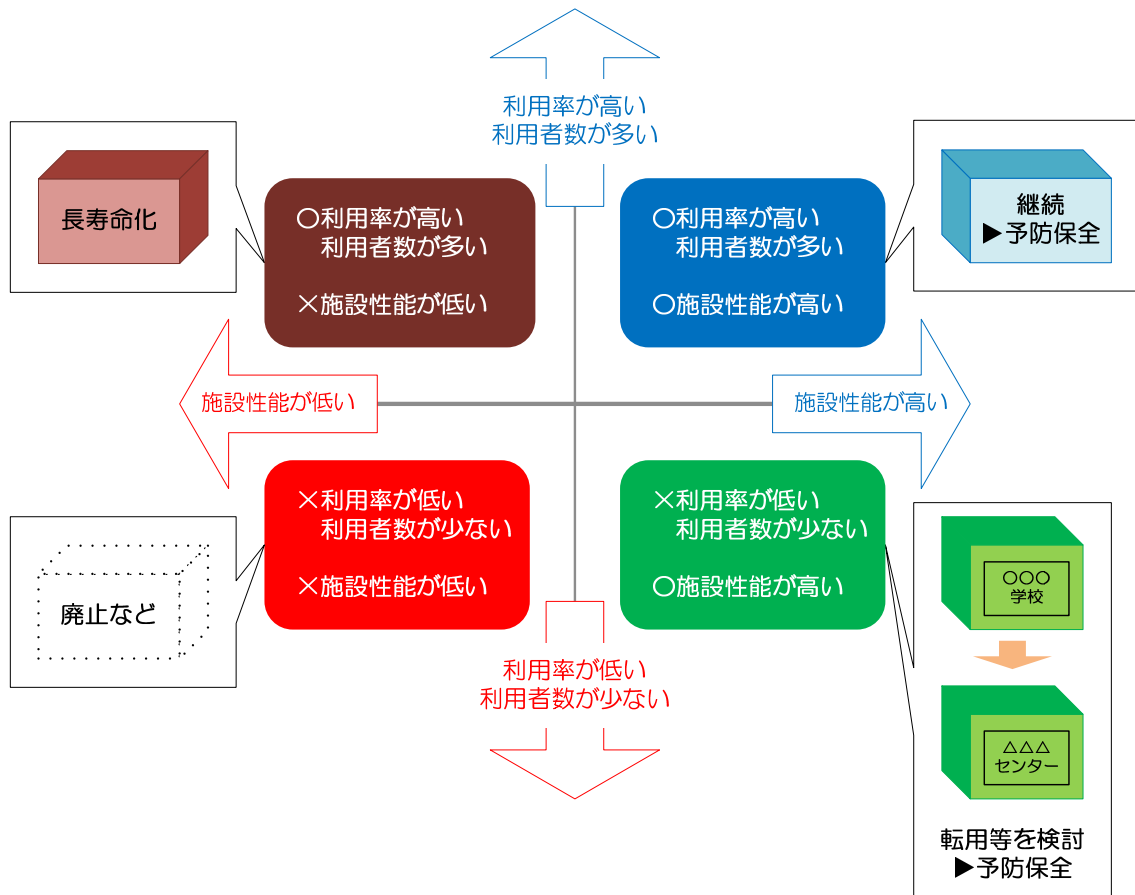 利用率が高い
利用者数が多い
長寿命化
○利用率が高い
利用者数が多い
×施設性能が低い
○利用率が高い
利用者数が多い
○施設性能が高い
継続
▶予防保全
施設性能が低い
施設性能が高い
×利用率が低い
利用者数が少ない
×施設性能が低い
×利用率が低い
利用者数が少ない
○施設性能が高い
廃止など
○○○
学校
利用率が低い
利用者数が少ない
△△△
センター
転用等を検討
▶予防保全